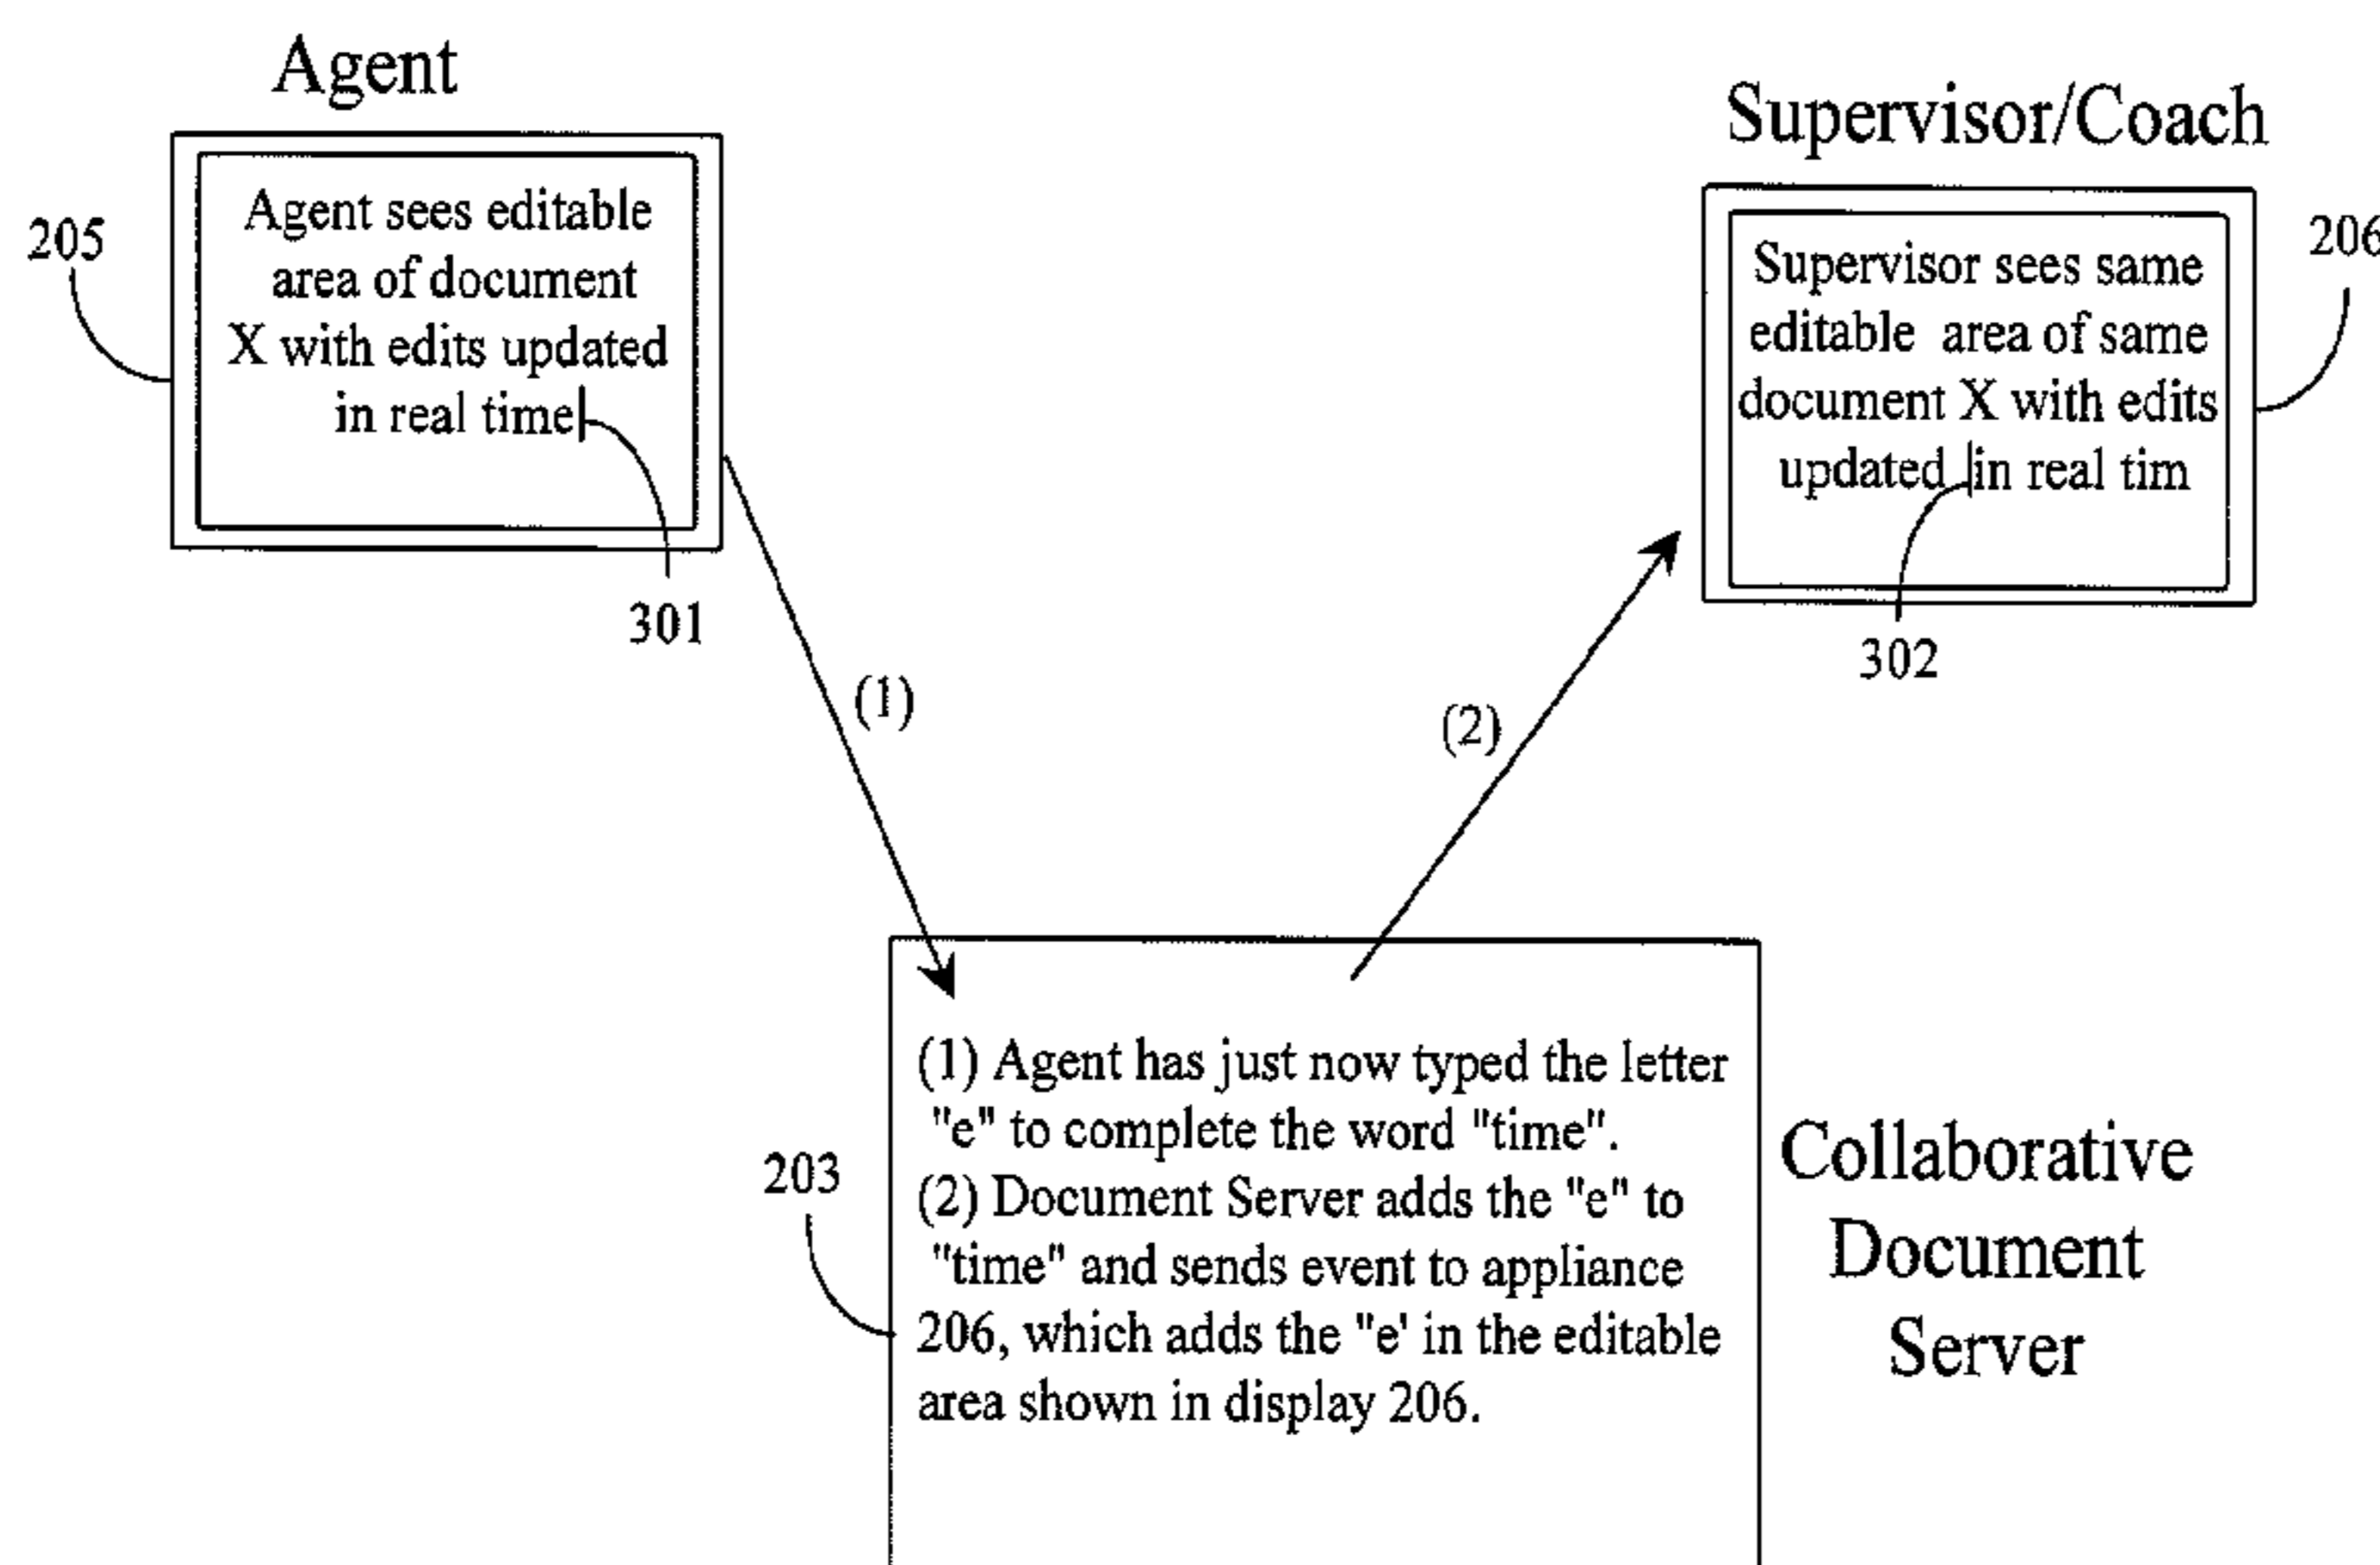 Agent
Agent sees editable
area of document
X with edits updated
in real time
205
301
Supervisor/Coach
Supervisor sees same
editable area of same
document X with edits
updated in real tim
206
302
(1)
(2)
(1) Agent has just now typed the letter
"e" to complete the word "time".
(2) Document Server adds the "e" to
"time" and sends event to appliance
206, which adds the "e' in the editable
area shown in display 206.
203
Collaborative
Document
Server